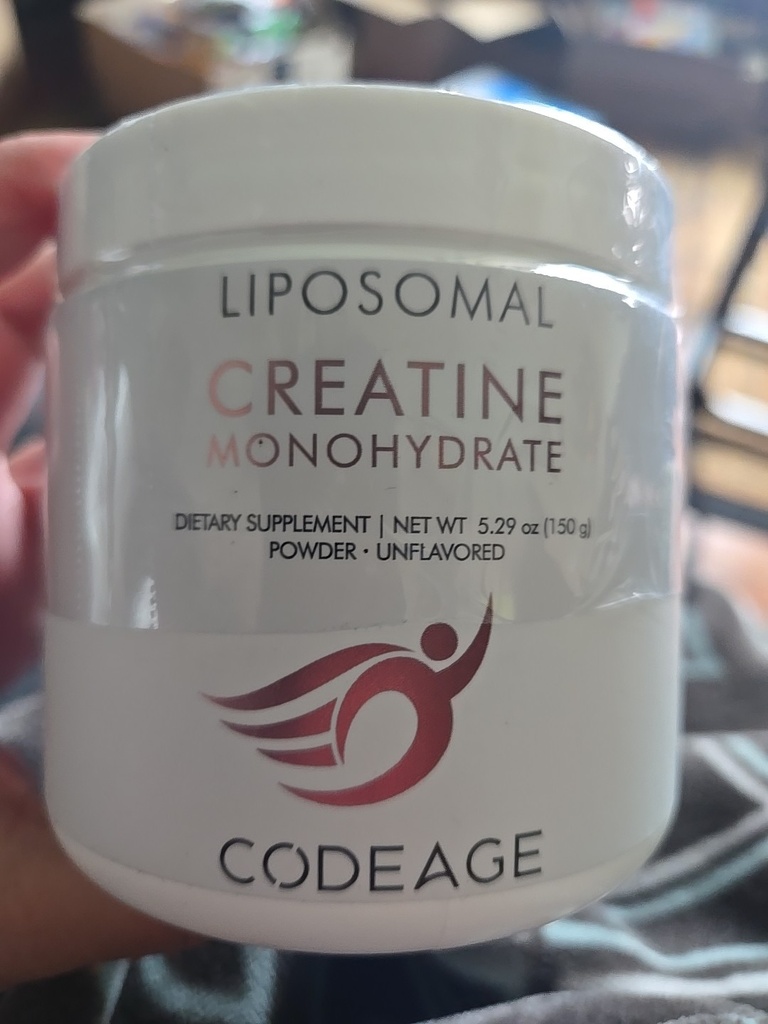 LIPOSOMAL
CREATINE
MONOHYDRATE
DIETARY SUPPLEMENT | NET WT 5.29 oz (150 g)
POWDER • UNFLAVORED
CODEAGE